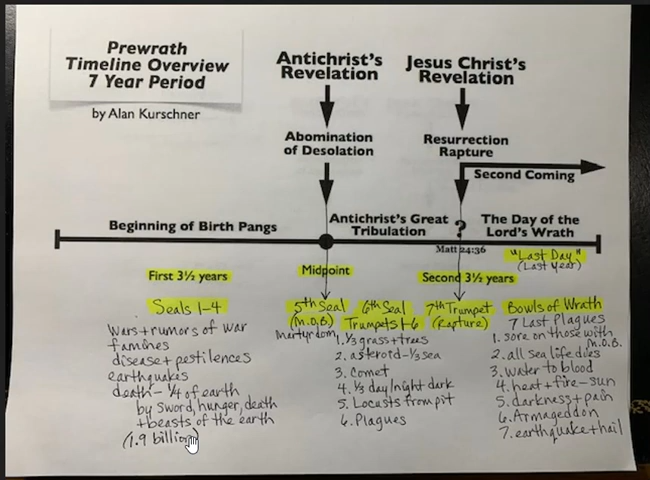 Prewrath
Timeline Overview
7 Year Period
by Alan Kurschner
Antichrist's
Revelation
Jesus Christ's
Revelation
Abomination
of Desolation
Resurrection
Rapture
Second Coming
Beginning of Birth Pangs
Antichrist's Great
Tribulation
?
The Day of the
Lord's Wrath
Matt 24:36
"Last Day"
(Last Year)
First 3½ years
Midpoint
Second 3½ years
Seals 1-4
Wars + rumors of war
famines
disease + pestilences
earthquakes
death - ¼ of earth
by sword, hunger, death
+ beasts of the earth
(1.9 billion)
5th Seal
(M.O.B)
Martyrdom
6th Seal
Trumpets 1-6
1. ⅓ grass + trees
2. asteroid - ⅓ sea
3. Comet
4. ⅓ day/night dark
5. Locusts from pit
6. Plagues
7th Trumpet
(Rapture)
Bowls of Wrath
7 Last Plagues
1. sore on those with
M.O.B.
2. all sea life dies
3. water to blood
4. heat + fire - sun
5. darkness + pain
6. Armageddon
7. earthquake + hail